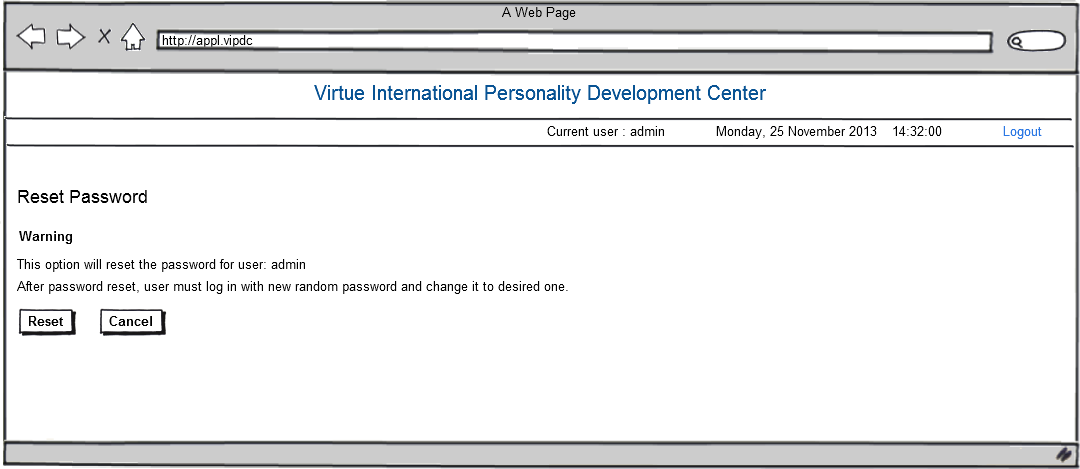 A Web Page
http://appl.vipdc
Virtue International Personality Development Center
Current user : admin Monday, 25 November 2013 14:32:00 Logout
Reset Password
Warning
This option will reset the password for user: admin
After password reset, user must log in with new random password and change it to desired one.
Reset Cancel